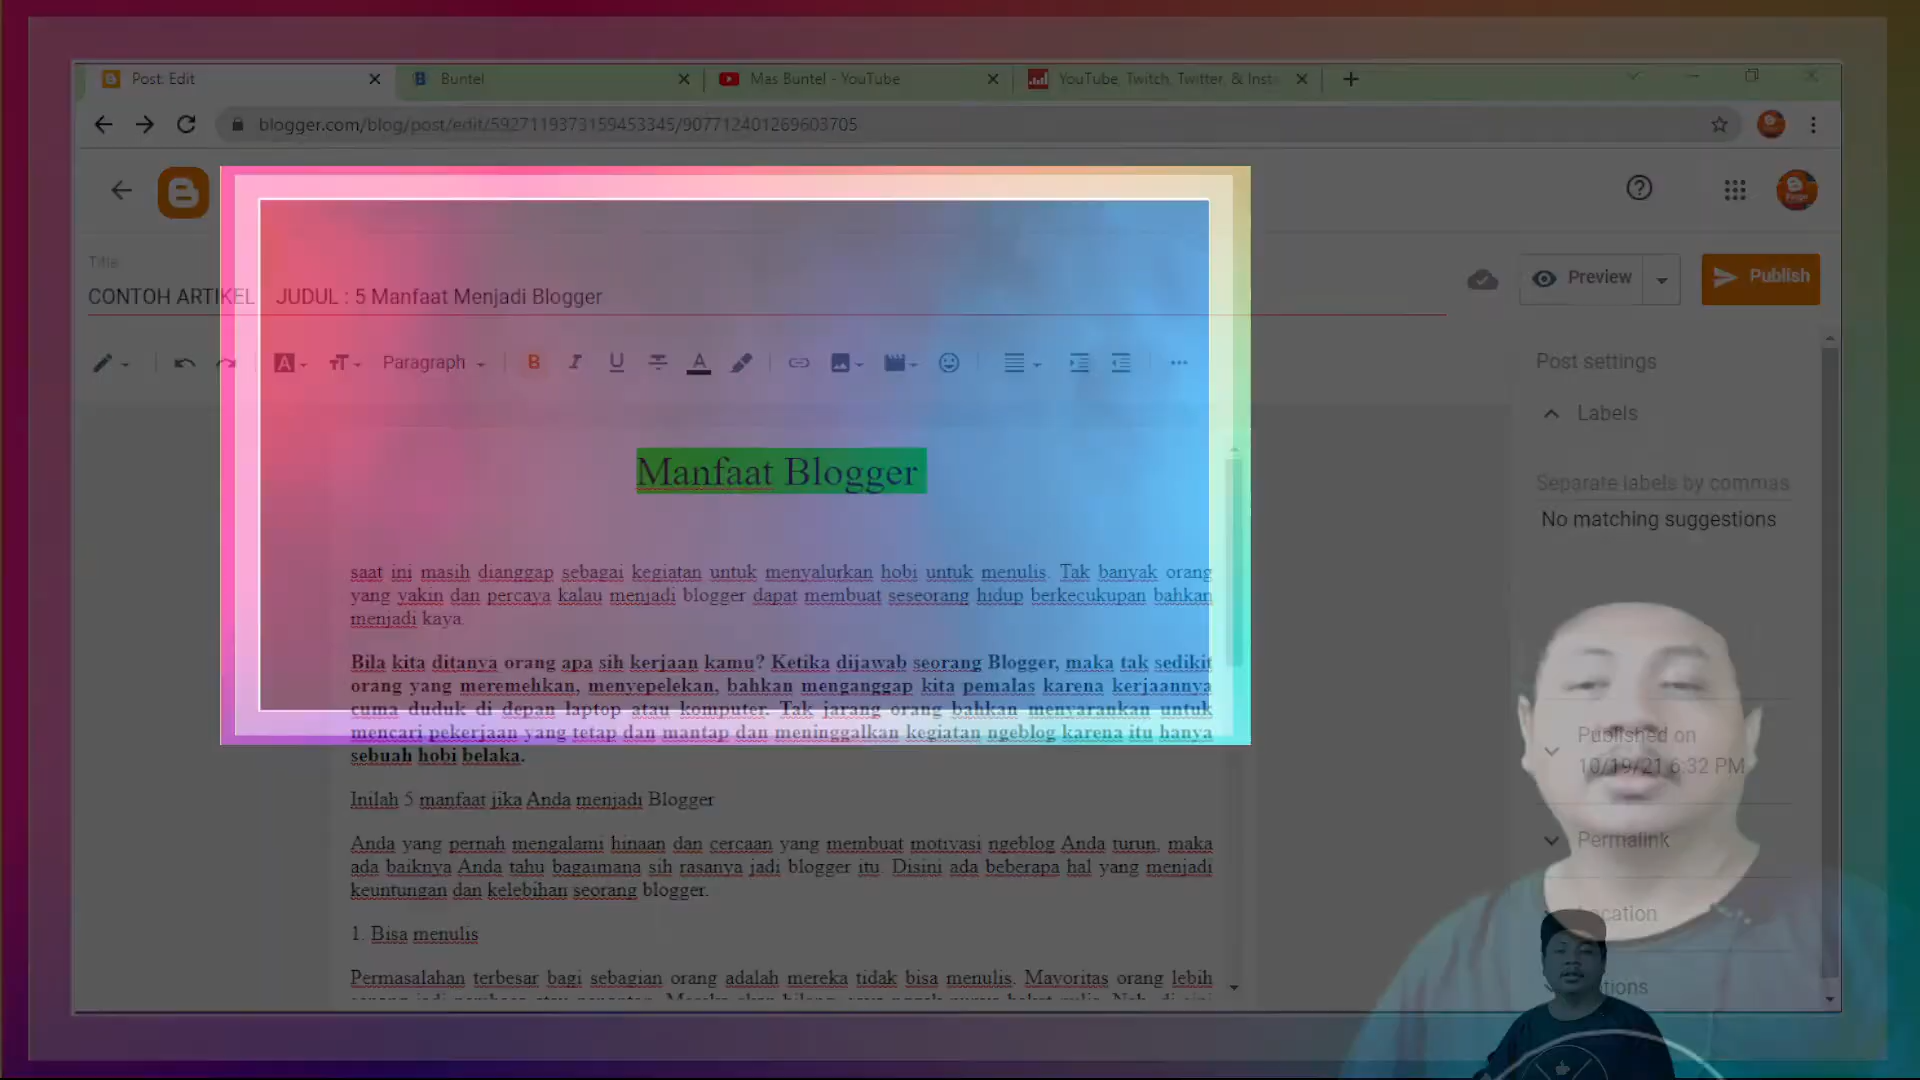 Post: Edit
Buntel
Mas Buntel - YouTube
YouTube, Twitch, Twitter, & Inst
blogger.com/blog/post/edit/5927119373159453345/907712401269603705
Title
CONTOH ARTIKEL JUDUL : 5 Manfaat Menjadi Blogger
Preview
Publish
Paragraph
Post settings
Labels
Separate labels by commas
No matching suggestions
Published on
10/19/21 6:32 PM
Permalink
Manfaat Blogger
saat ini masih dianggap sebagai kegiatan untuk menyalurkan hobi untuk menulis. Tak banyak orang
yang yakin dan percaya kalau menjadi blogger dapat membuat seseorang hidup berkecukupan bahkan
menjadi kaya.
Bila kita ditanya orang apa sih kerjaan kamu? Ketika dijawab seorang Blogger, maka tak sedikit
orang yang meremehkan, menyepelekan, bahkan menganggap kita pemalas karena kerjaannya
cuma duduk di depan laptop atau komputer. Tak jarang orang bahkan menyarankan untuk
mencari pekerjaan yang tetap dan mantap dan meninggalkan kegiatan ngeblog karena itu hanya
sebuah hobi belaka.
Inilah 5 manfaat jika Anda menjadi Blogger
Anda yang pernah mengalami hinaan dan cercaan yang membuat motivasi ngeblog Anda turun, maka
ada baiknya Anda tahu bagaimana sih rasanya jadi blogger itu. Disini ada beberapa hal yang menjadi
keuntungan dan kelebihan seorang blogger.
1. Bisa menulis
Permasalahan terbesar bagi sebagian orang adalah mereka tidak bisa menulis. Mayoritas orang lebih